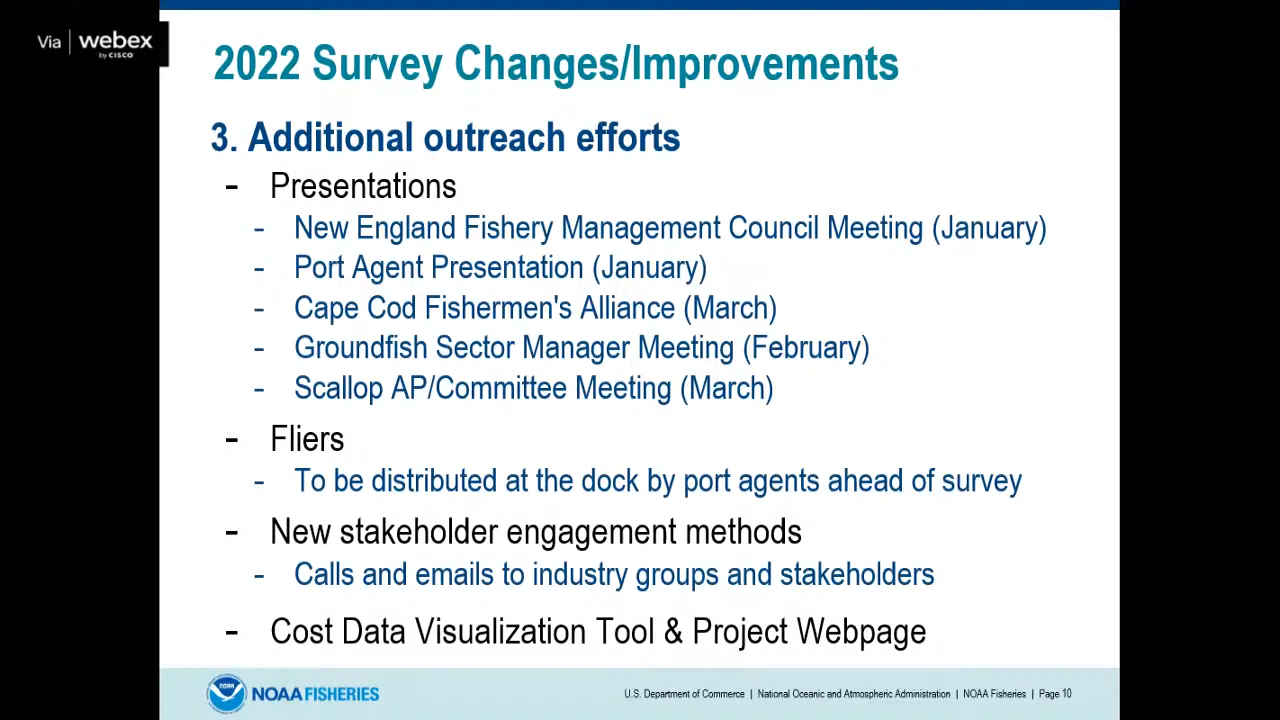 Via | webex
by CISCO
2022 Survey Changes/Improvements
3. Additional outreach efforts
- Presentations
- New England Fishery Management Council Meeting (January)
- Port Agent Presentation (January)
- Cape Cod Fishermen's Alliance (March)
- Groundfish Sector Manager Meeting (February)
- Scallop AP/Committee Meeting (March)
- Fliers
- To be distributed at the dock by port agents ahead of survey
- New stakeholder engagement methods
- Calls and emails to industry groups and stakeholders
- Cost Data Visualization Tool & Project Webpage
NOAA
NOAA FISHERIES
U.S. Department of Commerce | National Oceanic and Atmospheric Administration | NOAA Fisheries | Page 10